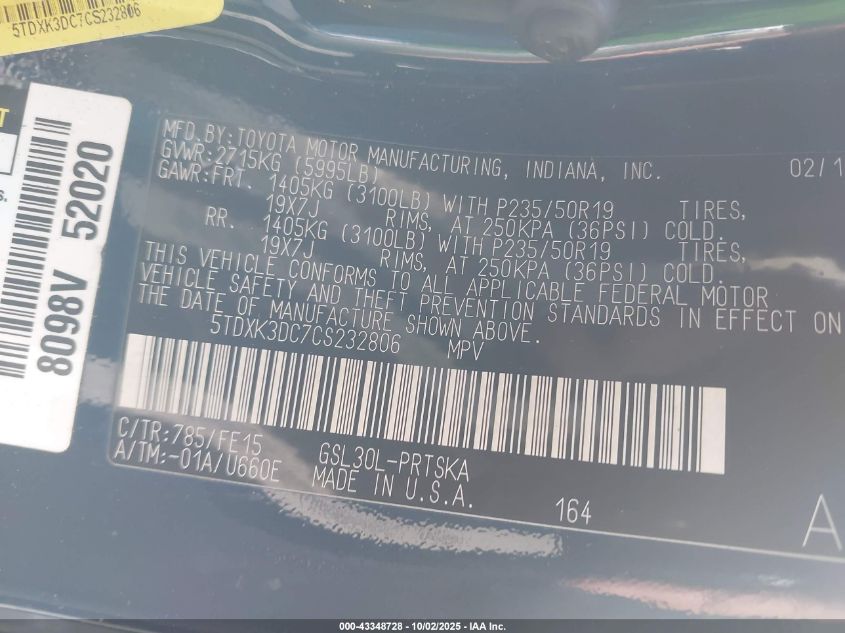 5TDXK3DC7CS232806
MFD.BY:TOYOTA MOTOR MANUFACTURING, INDIANA, INC. 02/1
GVWR:2715KG (5995LB)
GAWR:FRT. 1405KG (3100LB) WITH P235/50R19 TIRES,
19X7J RIMS, AT 250KPA (36PSI) COLD.
RR. 1405KG (3100LB) WITH P235/50R19 TIRES,
19X7J RIMS, AT 250KPA (36PSI) COLD.
THIS VEHICLE CONFORMS TO ALL APPLICABLE FEDERAL MOTOR
VEHICLE SAFETY AND THEFT PREVENTION STANDARDS IN EFFECT ON
THE DATE OF MANUFACTURE SHOWN ABOVE.
5TDXK3DC7CS232806 MPV
C/TR:785/FE15 GSL30L-PRTSKA
A/TM:-01A/U660E MADE IN U.S.A.
164
A
8098V 52020
T
s.
000-43348728 - 10/02/2025 - IAA Inc.